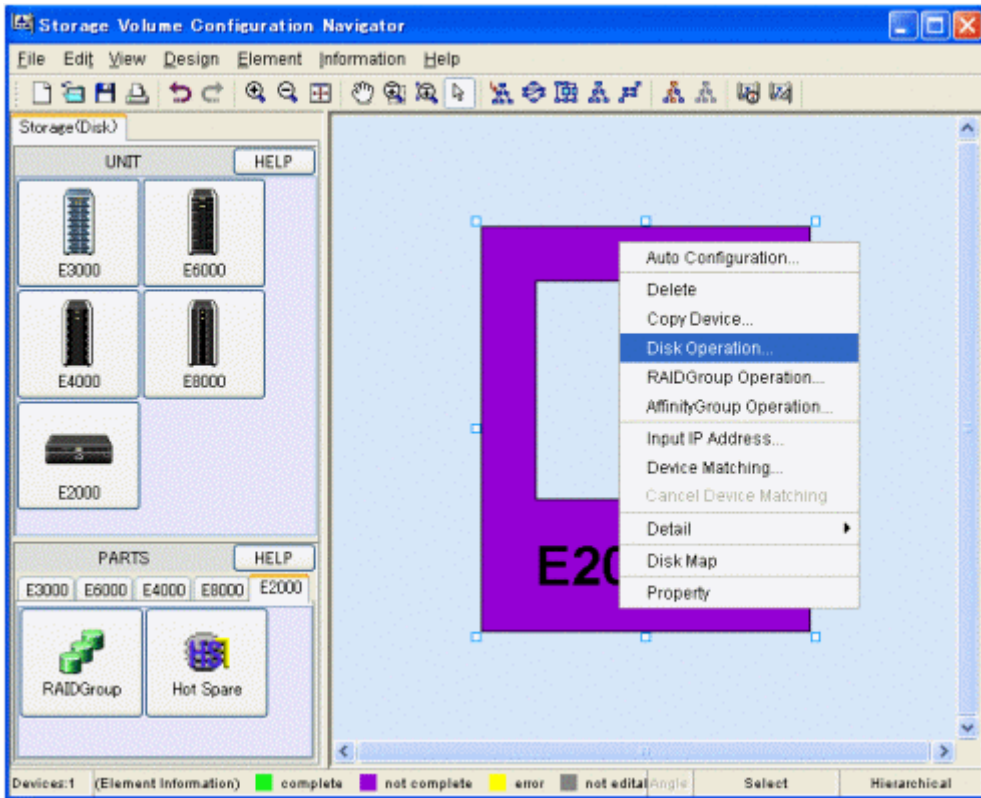 Storage Volume Configuration Navigator
File Edit View Design Element Information Help
Storage(Disk)
UNIT HELP
E3000 E6000
E4000 E8000
E2000
PARTS HELP
E3000 E6000 E4000 E8000 E2000
RAIDGroup Hot Spare
Auto Configuration...
Delete
Copy Device...
Disk Operation...
RAIDGroup Operation...
AffinityGroup Operation...
Input IP Address...
Device Matching...
Cancel Device Matching
Detail
Disk Map
Property
E20
Devices:1 (Element Information) complete not complete error not edital Angle Select Hierarchical